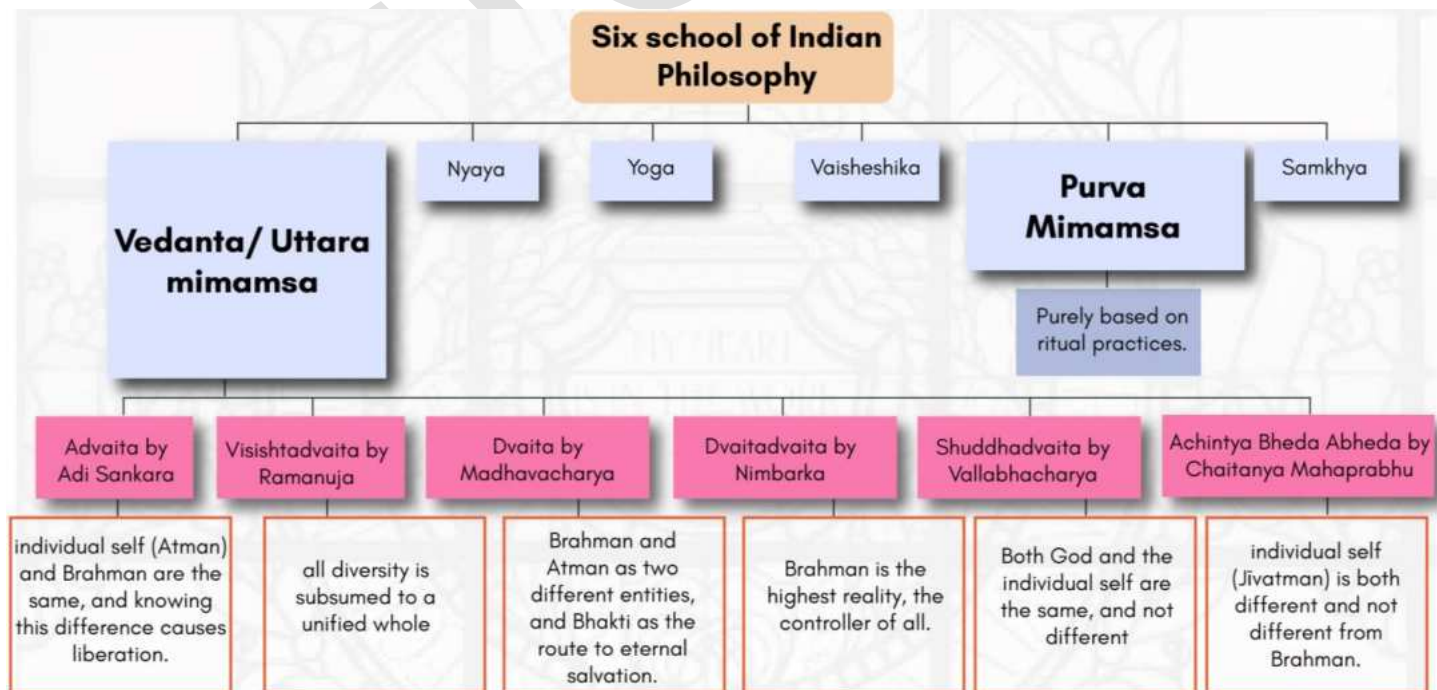 Six school of Indian
Philosophy
Vedanta/ Uttara
mimamsa
Nyaya
Yoga
Vaisheshika
Purva
Mimamsa
Samkhya
Purely based on
ritual practices.
Advaita by
Adi Sankara
Visishtadvaita by
Ramanuja
Dvaita by
Madhavacharya
Dvaitadvaita by
Nimbarka
Shuddhadvaita by
Vallabhacharya
Achintya Bheda Abheda by
Chaitanya Mahaprabhu
individual self (Atman)
and Brahman are the
same, and knowing
this difference causes
liberation.
all diversity is
subsumed to a
unified whole
Brahman and
Atman as two
different entities,
and Bhakti as the
route to eternal
salvation.
Brahman is the
highest reality, the
controller of all.
Both God and the
individual self are
the same, and not
different
individual self
(Jīvatman) is both
different and not
different from
Brahman.